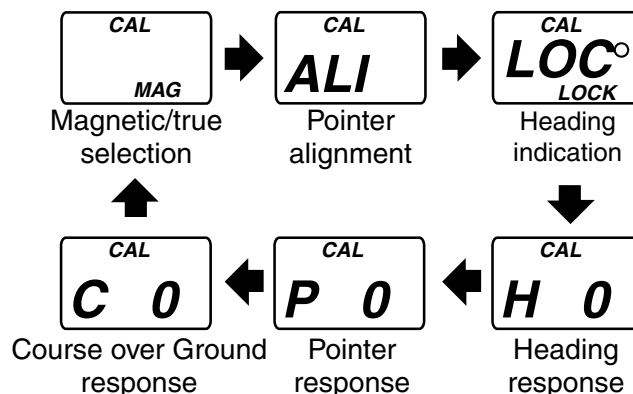 CAL
MAG
Magnetic/true
selection
CAL
ALI
Pointer
alignment
CAL
LOC°
LOCK
Heading
indication
CAL
C 0
Course over Ground
response
CAL
P 0
Pointer
response
CAL
H 0
Heading
response